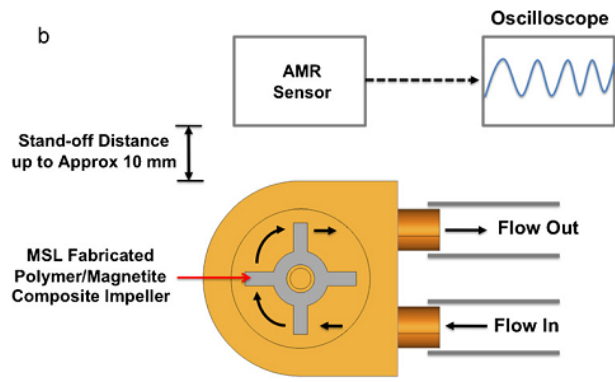 b
Oscilloscope
AMR
Sensor
Stand-off Distance
up to Approx 10 mm
MSL Fabricated
Polymer/Magnetite
Composite Impeller
Flow Out
Flow In